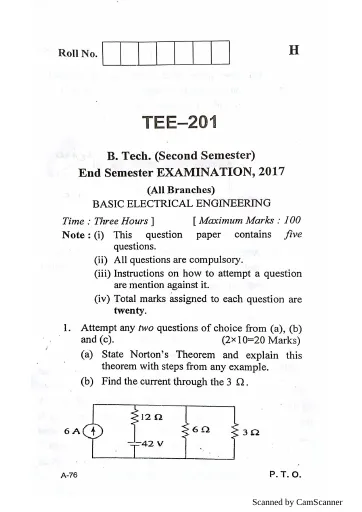 Roll No.
H
TEE–201
B. Tech. (Second Semester)
End Semester EXAMINATION, 2017
(All Branches)
BASIC ELECTRICAL ENGINEERING
Time : Three Hours ] [ Maximum Marks : 100
Note : (i) This question paper contains five
questions.
(ii) All questions are compulsory.
(iii) Instructions on how to attempt a question
are mention against it.
(iv) Total marks assigned to each question are
twenty.
1. Attempt any two questions of choice from (a), (b)
and (c). (2×10=20 Marks)
(a) State Norton's Theorem and explain this
theorem with steps from any example.
(b) Find the current through the 3 Ω.
12 Ω
6 A
6 Ω
3 Ω
42 V
A-76 P. T. O.
Scanned by CamScanner